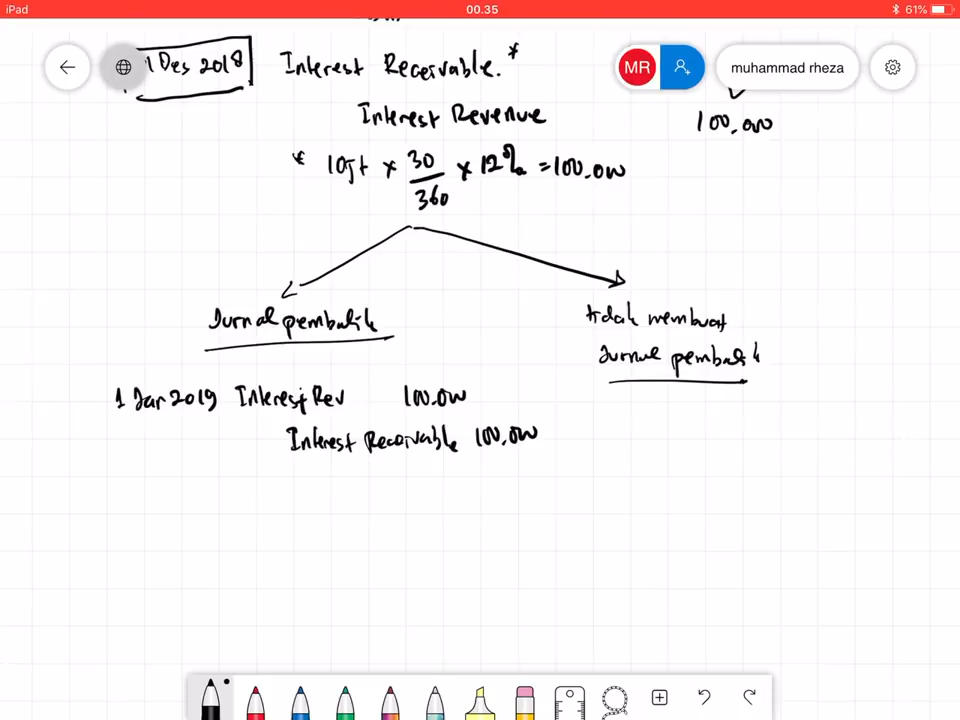 iPad 00.35 61%
1 Des 2018 Interest Receivable.*
MR muhammad rheza
Interest Revenue
100.000
* 10jt × 30/360 × 12% = 100.000
Jurnal pembalik
tidak membuat
Jurnal pembalik
1 Jan 2019 Interest Rev 100.000
Interest Receivable 100.000